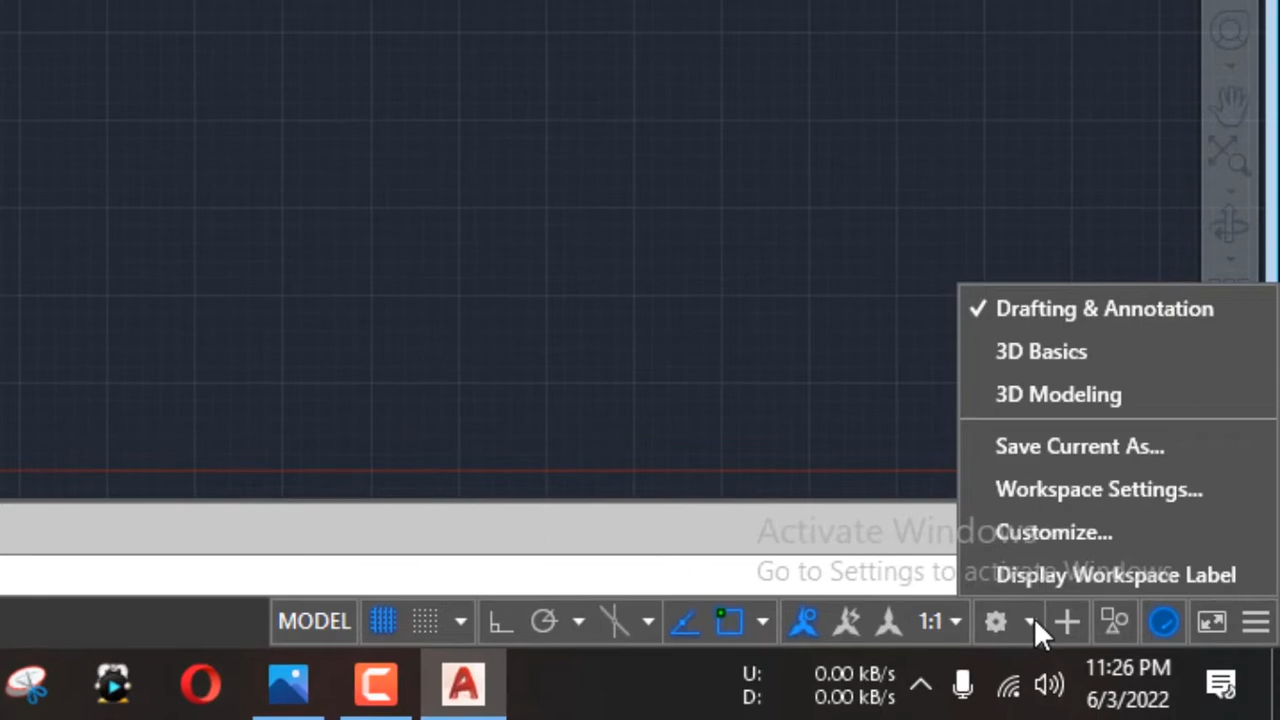 Drafting & Annotation
3D Basics
3D Modeling
Save Current As...
Workspace Settings...
Customize...
Display Workspace Label
Activate Windows
Go to Settings to activate Windows.
MODEL
1:1
U: 0.00 kB/s
D: 0.00 kB/s
11:26 PM
6/3/2022